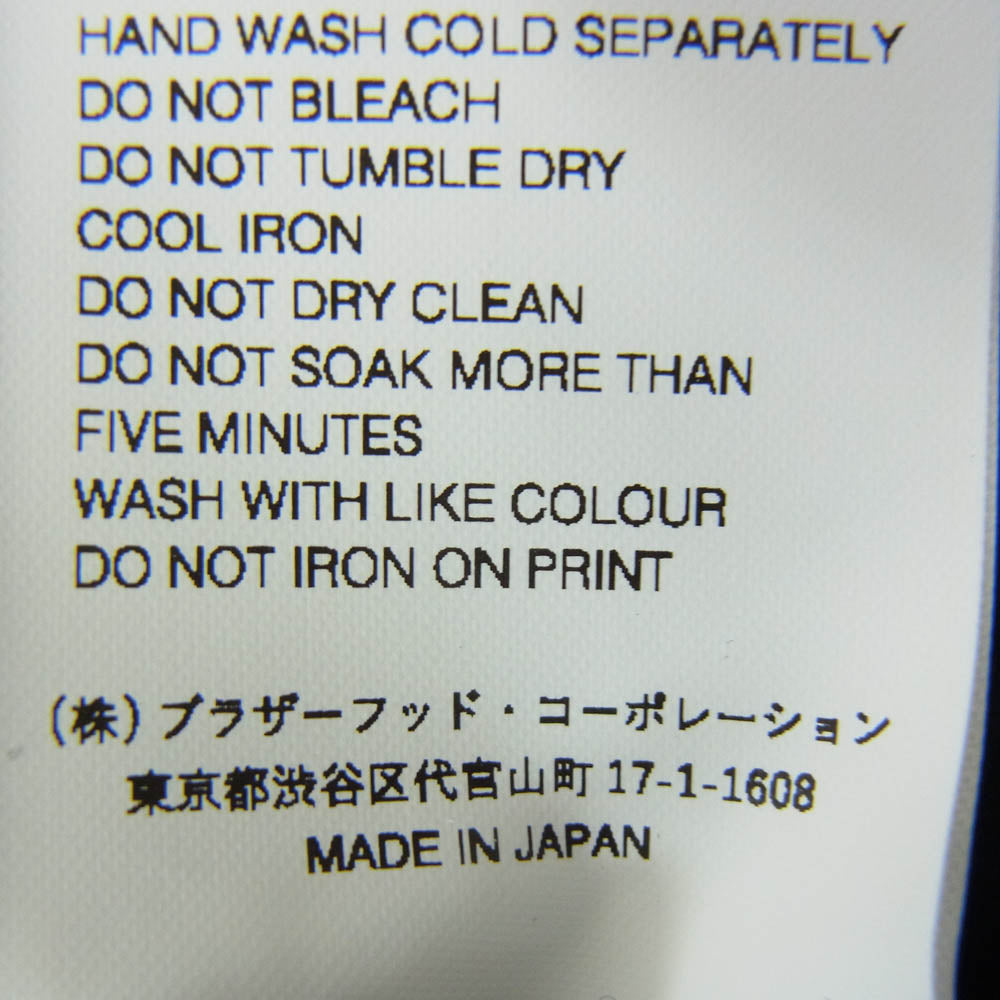 HAND WASH COLD SEPARATELY
DO NOT BLEACH
DO NOT TUMBLE DRY
COOL IRON
DO NOT DRY CLEAN
DO NOT SOAK MORE THAN
FIVE MINUTES
WASH WITH LIKE COLOUR
DO NOT IRON ON PRINT
(株) ブラザーフッド・コーポレーション
東京都渋谷区代官山町 17-1-1608
MADE IN JAPAN